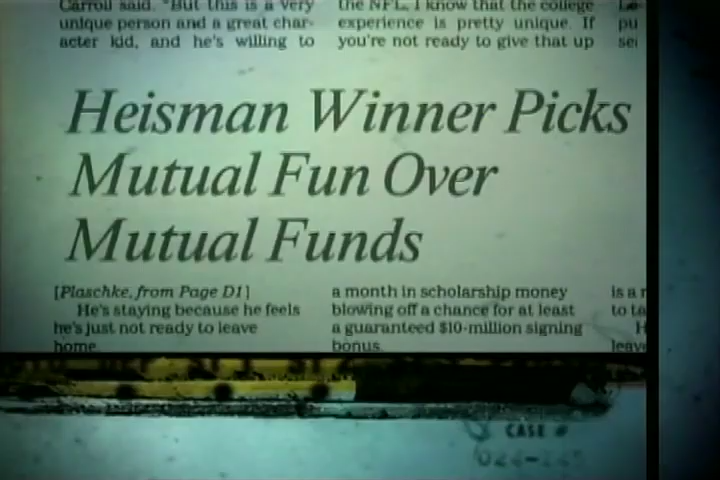 Carroll said. "But this is a very
unique person and a great char-
acter kid, and he's willing to
the NFL, I know that the college
experience is pretty unique. If
you're not ready to give that up
Heisman Winner Picks
Mutual Fun Over
Mutual Funds
[Plaschke, from Page D1]
He's staying because he feels
he's just not ready to leave
home.
a month in scholarship money
blowing off a chance for at least
a guaranteed $10-million signing
bonus.
is a
to ta
H
leave
CASE #